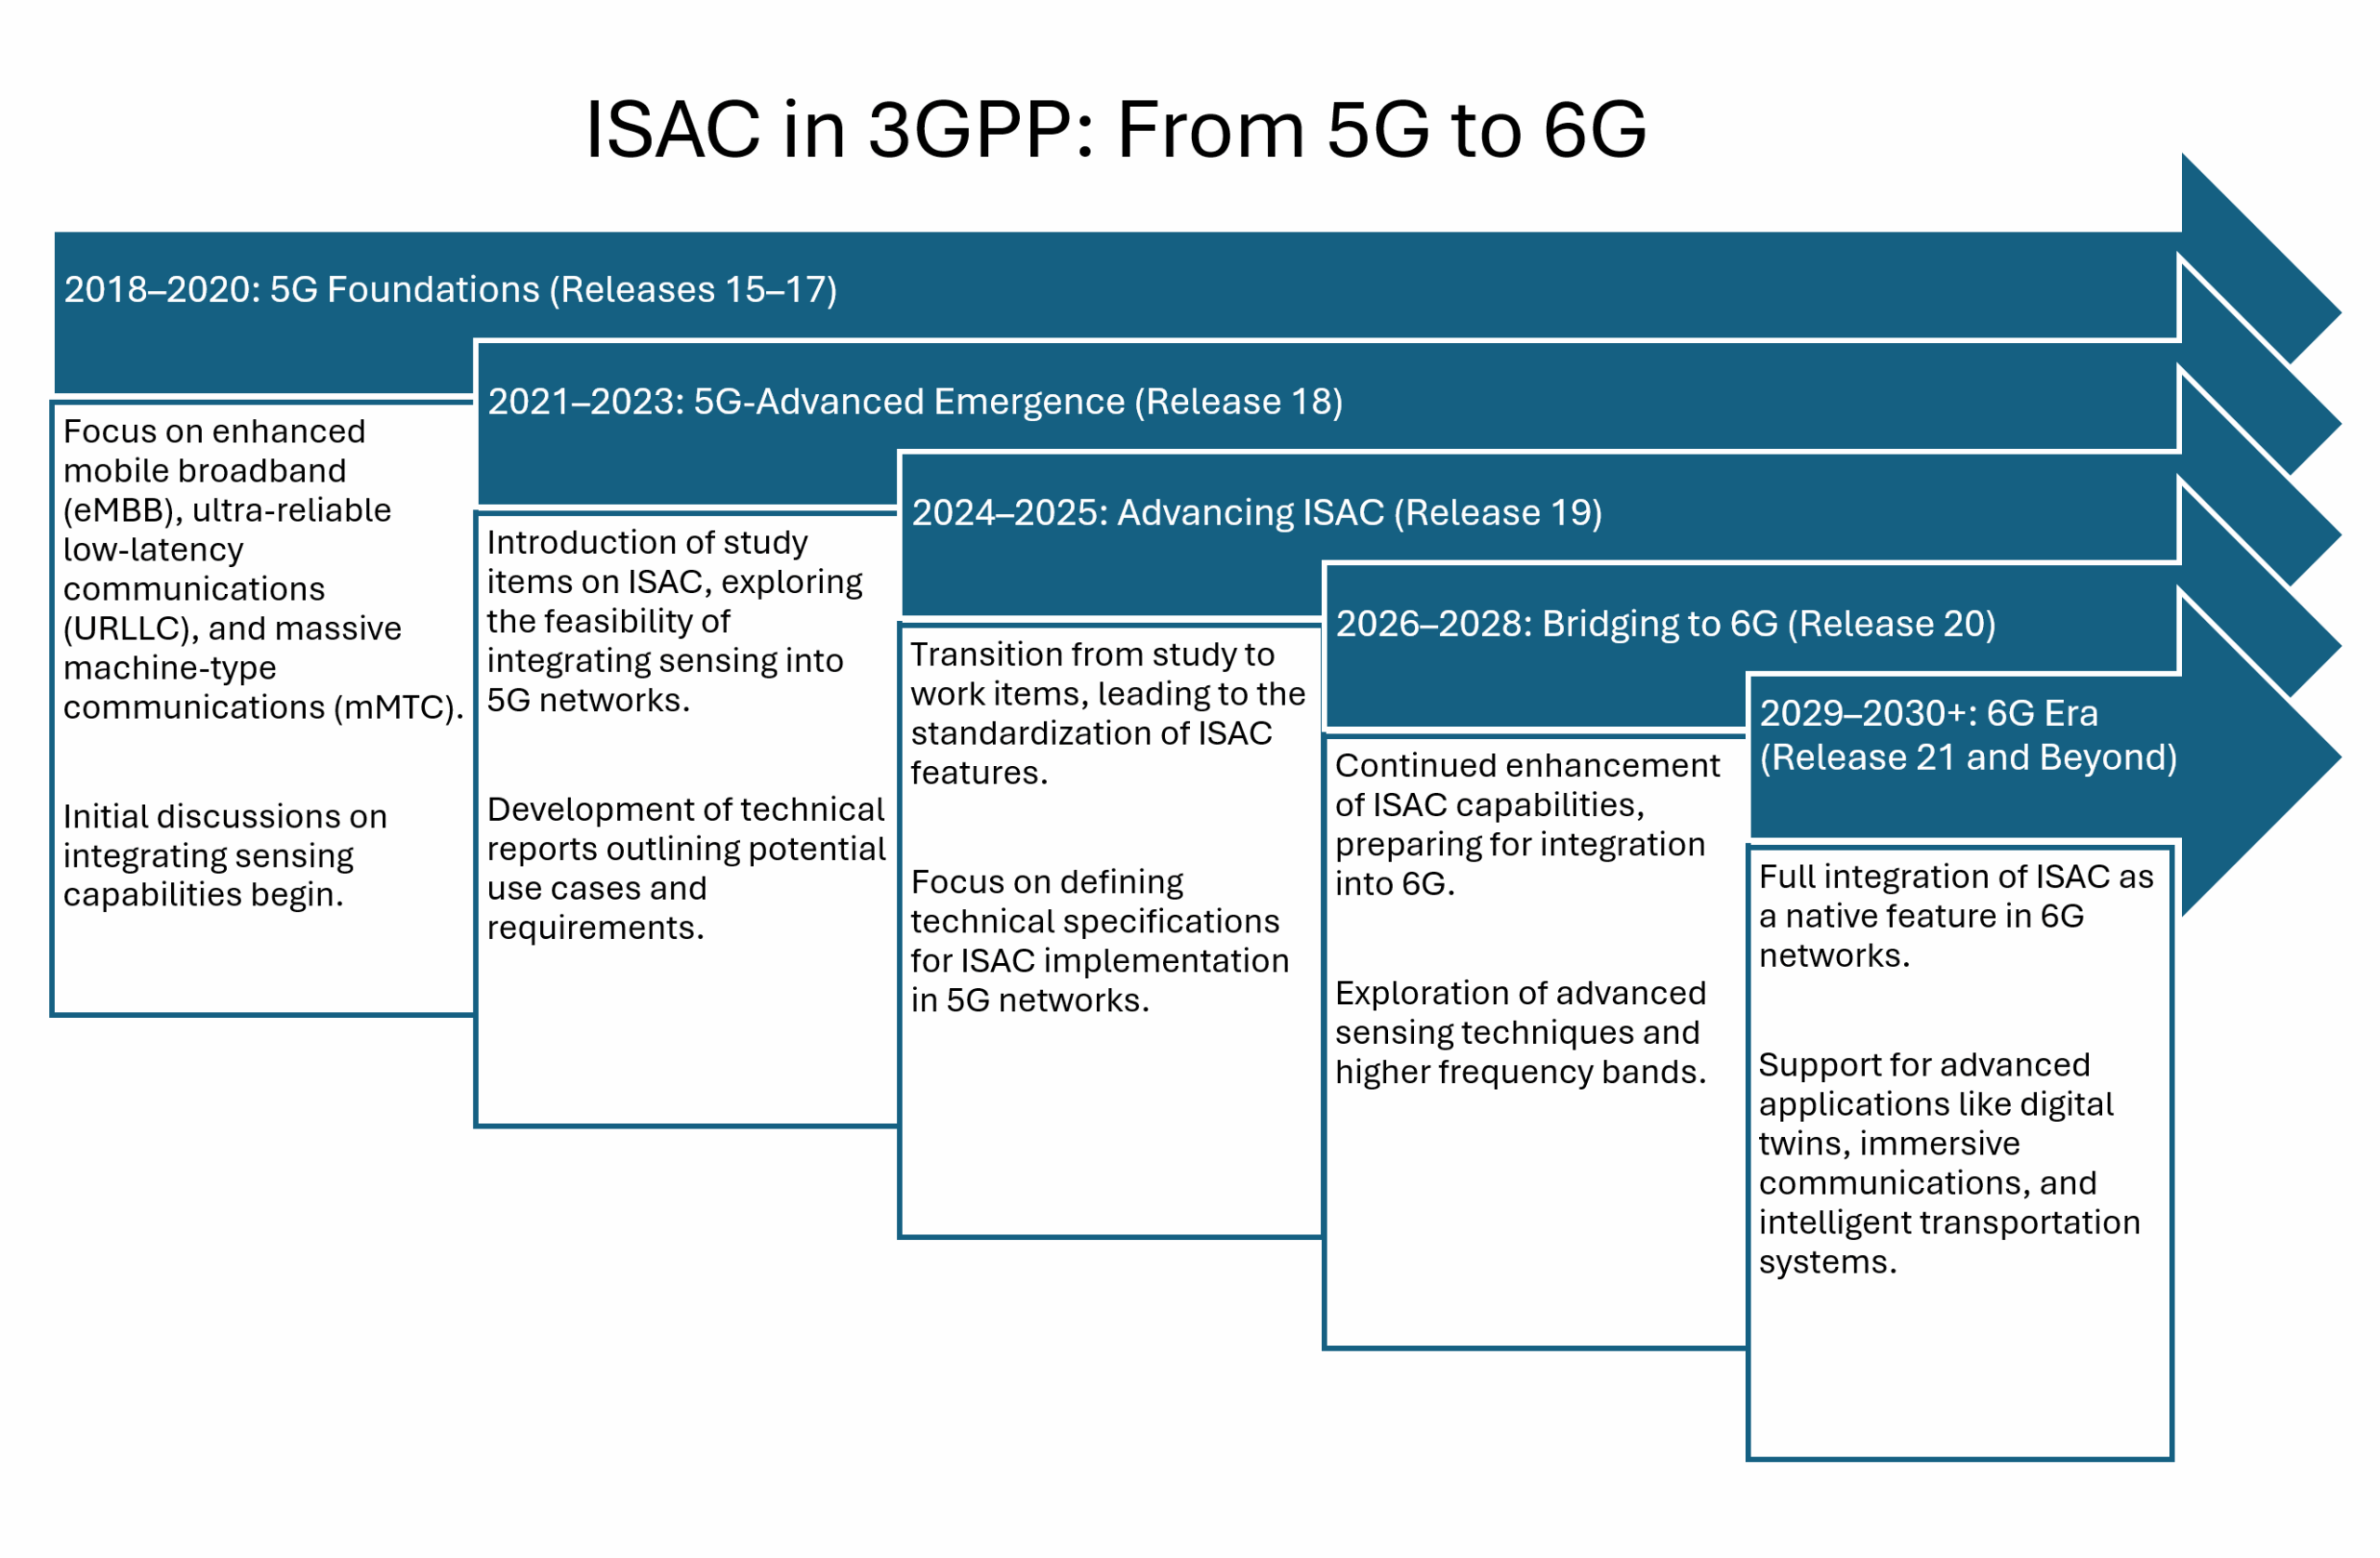 ISAC in 3GPP: From 5G to 6G
2018–2020: 5G Foundations (Releases 15–17)
Focus on enhanced
mobile broadband
(eMBB), ultra-reliable
low-latency
communications
(URLLC), and massive
machine-type
communications (mMTC).
Initial discussions on
integrating sensing
capabilities begin.
2021–2023: 5G-Advanced Emergence (Release 18)
Introduction of study
items on ISAC, exploring
the feasibility of
integrating sensing into
5G networks.
Development of technical
reports outlining potential
use cases and
requirements.
2024–2025: Advancing ISAC (Release 19)
Transition from study to
work items, leading to the
standardization of ISAC
features.
Focus on defining
technical specifications
for ISAC implementation
in 5G networks.
2026–2028: Bridging to 6G (Release 20)
Continued enhancement
of ISAC capabilities,
preparing for integration
into 6G.
Exploration of advanced
sensing techniques and
higher frequency bands.
2029–2030+: 6G Era
(Release 21 and Beyond)
Full integration of ISAC as
a native feature in 6G
networks.
Support for advanced
applications like digital
twins, immersive
communications, and
intelligent transportation
systems.